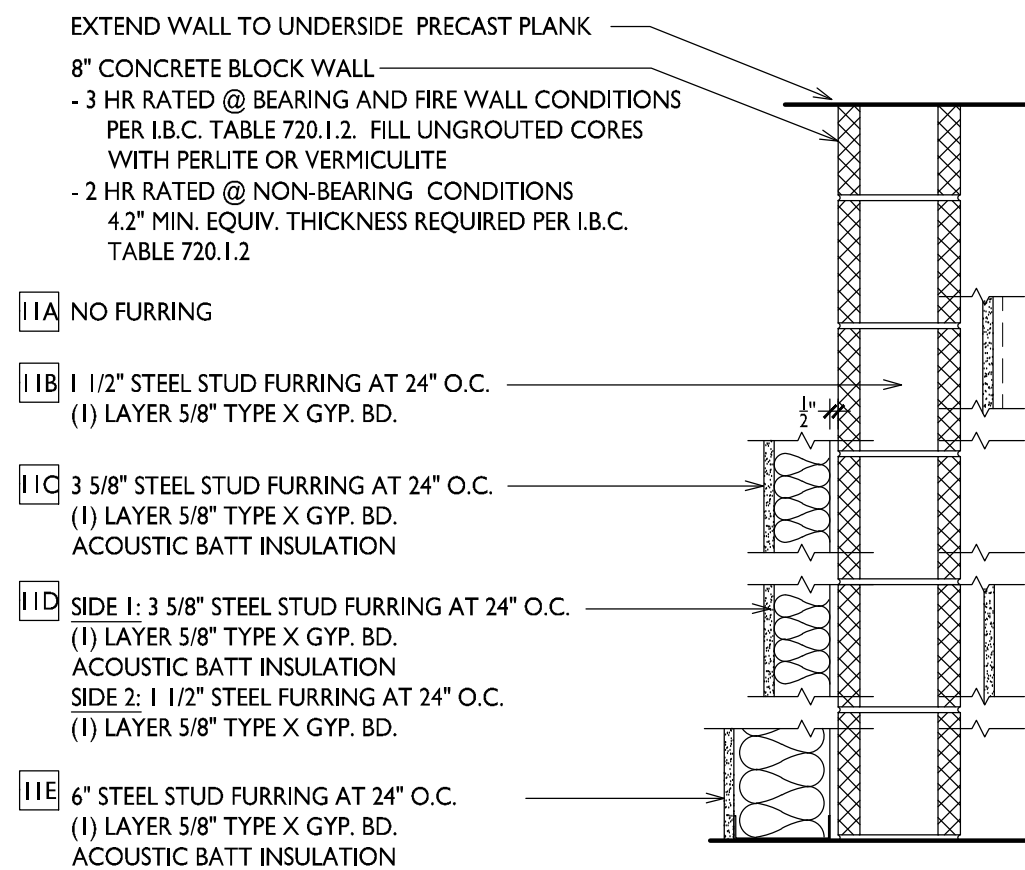 EXTEND WALL TO UNDERSIDE PRECAST PLANK
8" CONCRETE BLOCK WALL
- 3 HR RATED @ BEARING AND FIRE WALL CONDITIONS
PER I.B.C. TABLE 720.1.2. FILL UNGROUTED CORES
WITH PERLITE OR VERMICULITE
- 2 HR RATED @ NON-BEARING CONDITIONS
4.2" MIN. EQUIV. THICKNESS REQUIRED PER I.B.C.
TABLE 720.1.2
11A NO FURRING
11B 1 1/2" STEEL STUD FURRING AT 24" O.C.
(1) LAYER 5/8" TYPE X GYP. BD.
1/2"
11C 3 5/8" STEEL STUD FURRING AT 24" O.C.
(1) LAYER 5/8" TYPE X GYP. BD.
ACOUSTIC BATT INSULATION
11D SIDE 1: 3 5/8" STEEL STUD FURRING AT 24" O.C.
(1) LAYER 5/8" TYPE X GYP. BD.
ACOUSTIC BATT INSULATION
SIDE 2: 1 1/2" STEEL FURRING AT 24" O.C.
(1) LAYER 5/8" TYPE X GYP. BD.
11E 6" STEEL STUD FURRING AT 24" O.C.
(1) LAYER 5/8" TYPE X GYP. BD.
ACOUSTIC BATT INSULATION